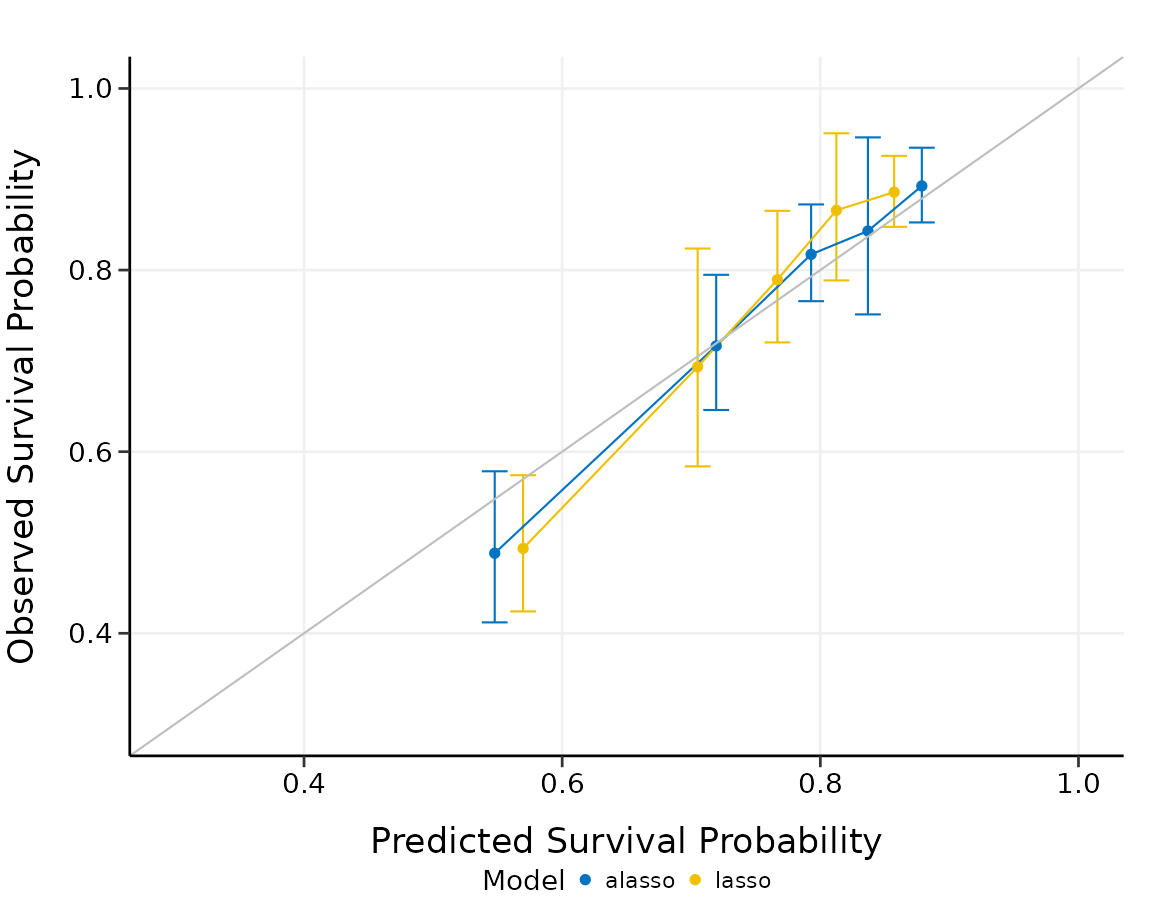 Observed Survival Probability
1.0
0.8
0.6
0.4
0.4 0.6 0.8 1.0
Predicted Survival Probability
Model alasso lasso